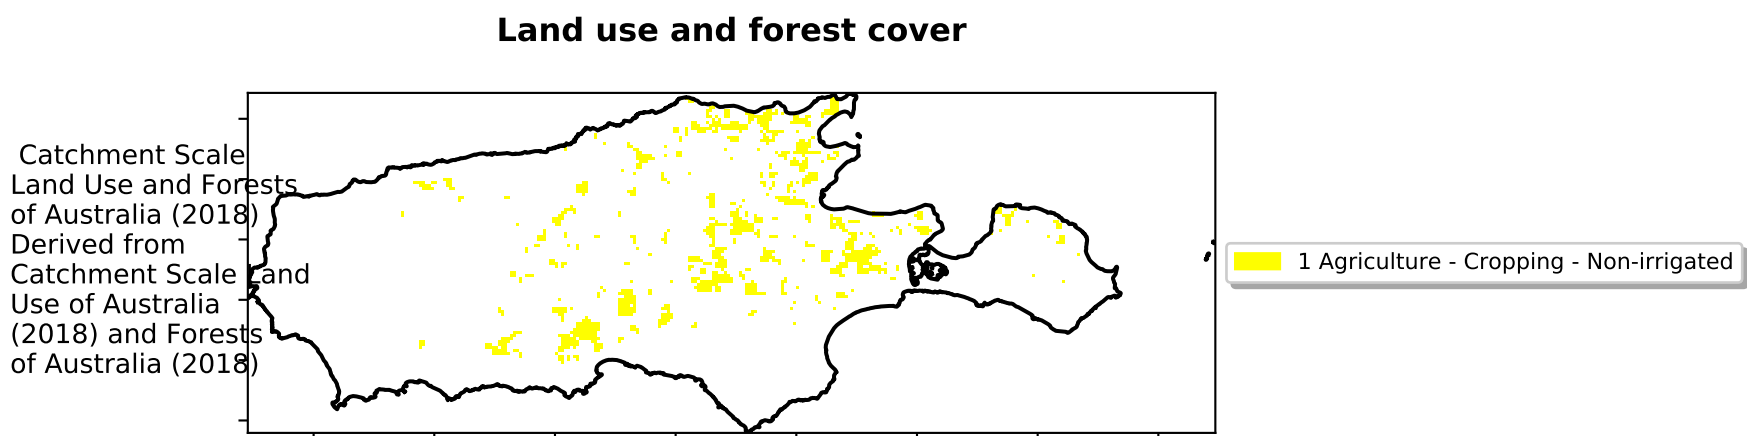 Land use and forest cover
Catchment Scale
Land Use and Forests
of Australia (2018)
Derived from
Catchment Scale Land
Use of Australia
(2018) and Forests
of Australia (2018)
1 Agriculture - Cropping - Non-irrigated